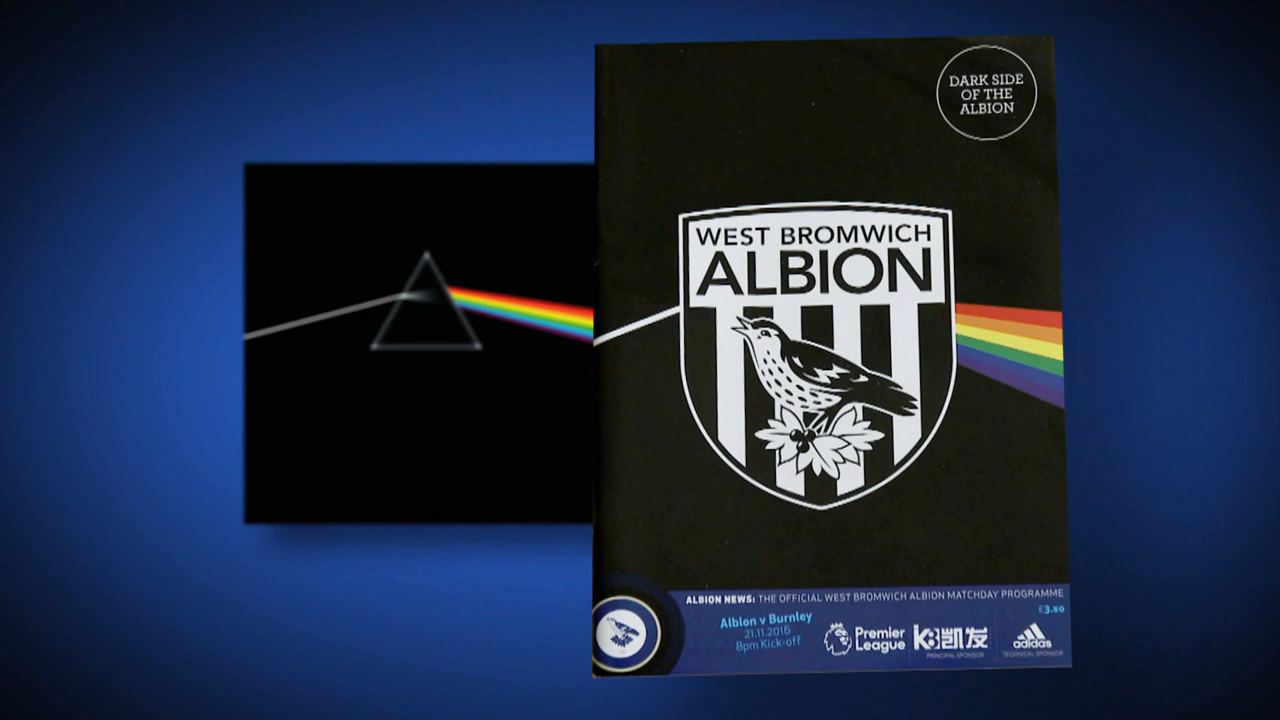 DARK SIDE
OF THE
ALBION
WEST BROMWICH
ALBION
ALBION NEWS: THE OFFICIAL WEST BROMWICH ALBION MATCHDAY PROGRAMME
£3.50
Albion v Burnley
21.11.2016
8pm Kick-off
Premier
League
K8凯发
PRINCIPAL SPONSOR
adidas
TECHNICAL SPONSOR